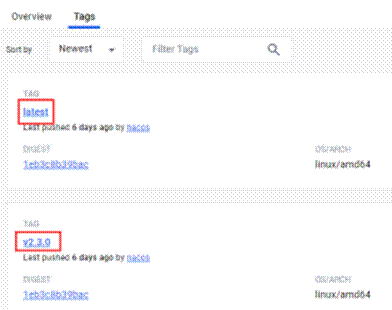 Overview Tags
Sort by Newest Filter Tags
TAG
latest
Last pushed 6 days ago by nacos
DIGEST OS/ARCH
1eb3c8b39bac linux/amd64
TAG
v2.3.0
Last pushed 6 days ago by nacos
DIGEST OS/ARCH
1eb3c8b39bac linux/amd64